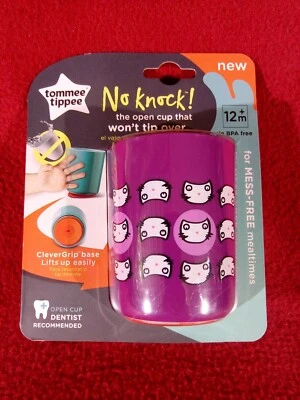 tommee
tippee
No knock!
new
the open cup that
won't tip over
12m+
BPA free
for MESS-FREE mealtimes
CleverGrip base
Lifts up easily
OPEN CUP
DENTIST
RECOMMENDED